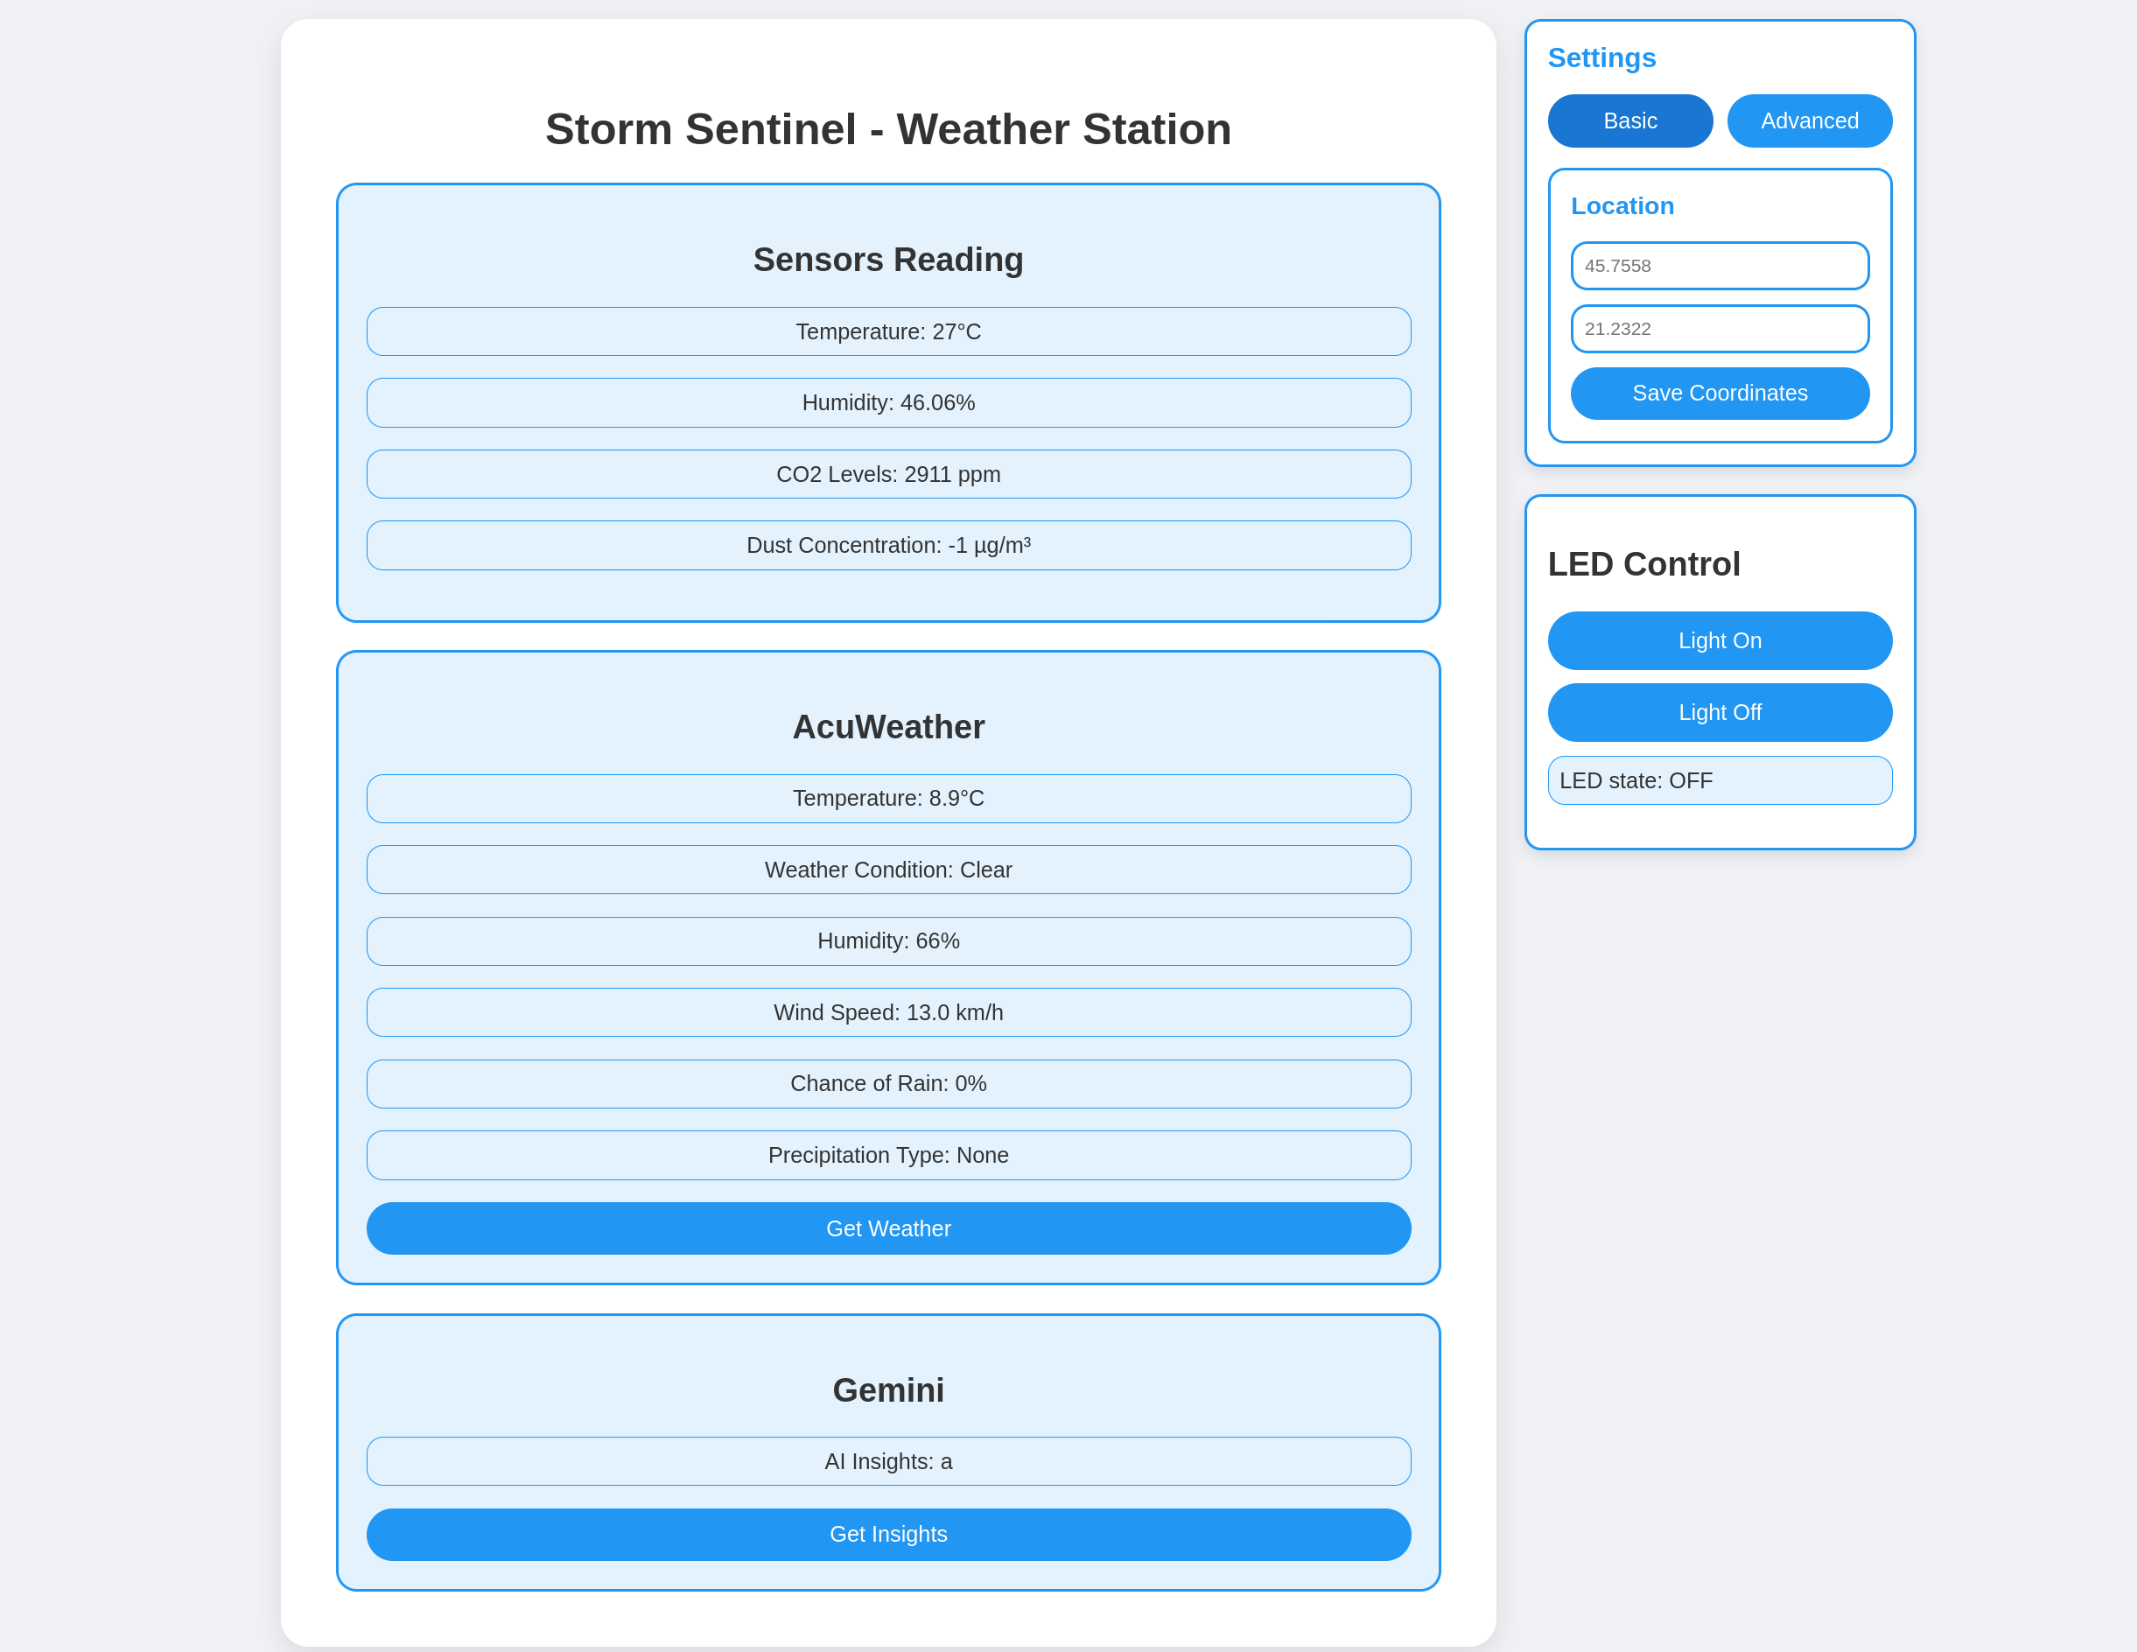 Storm Sentinel - Weather Station
Sensors Reading
Temperature: 27°C
Humidity: 46.06%
CO2 Levels: 2911 ppm
Dust Concentration: -1 µg/m³
AcuWeather
Temperature: 8.9°C
Weather Condition: Clear
Humidity: 66%
Wind Speed: 13.0 km/h
Chance of Rain: 0%
Precipitation Type: None
Get Weather
Gemini
AI Insights: a
Get Insights
Settings
Basic
Advanced
Location
45.7558
21.2322
Save Coordinates
LED Control
Light On
Light Off
LED state: OFF